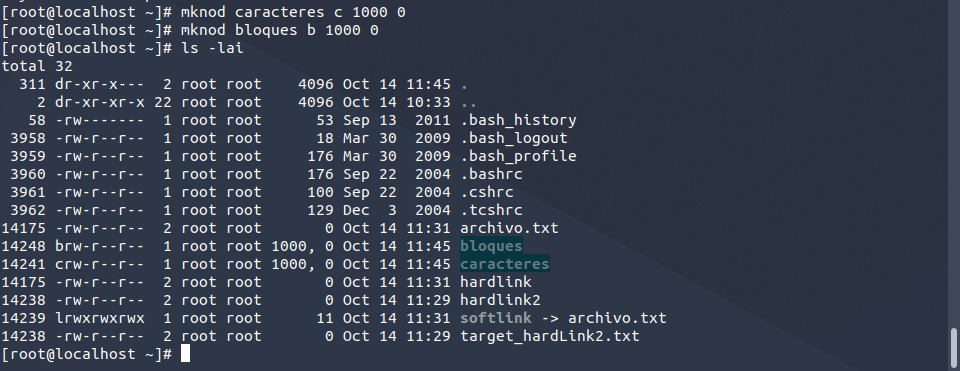 [root@localhost ~]# mknod caracteres c 1000 0
[root@localhost ~]# mknod bloques b 1000 0
[root@localhost ~]# ls -lai
total 32
  311 dr-xr-x---  2 root root    4096 Oct 14 11:45 .
    2 dr-xr-xr-x 22 root root    4096 Oct 14 10:33 ..
   58 -rw-------  1 root root      53 Sep 13  2011 .bash_history
 3958 -rw-r--r--  1 root root      18 Mar 30  2009 .bash_logout
 3959 -rw-r--r--  1 root root     176 Mar 30  2009 .bash_profile
 3960 -rw-r--r--  1 root root     176 Sep 22  2004 .bashrc
 3961 -rw-r--r--  1 root root     100 Sep 22  2004 .cshrc
 3962 -rw-r--r--  1 root root     129 Dec  3  2004 .tcshrc
14175 -rw-r--r--  2 root root       0 Oct 14 11:31 archivo.txt
14248 brw-r--r--  1 root root 1000, 0 Oct 14 11:45 bloques
14241 crw-r--r--  1 root root 1000, 0 Oct 14 11:45 caracteres
14175 -rw-r--r--  2 root root       0 Oct 14 11:31 hardlink
14238 -rw-r--r--  2 root root       0 Oct 14 11:29 hardlink2
14239 lrwxrwxrwx  1 root root      11 Oct 14 11:31 softlink -> archivo.txt
14238 -rw-r--r--  2 root root       0 Oct 14 11:29 target_hardLink2.txt
[root@localhost ~]#